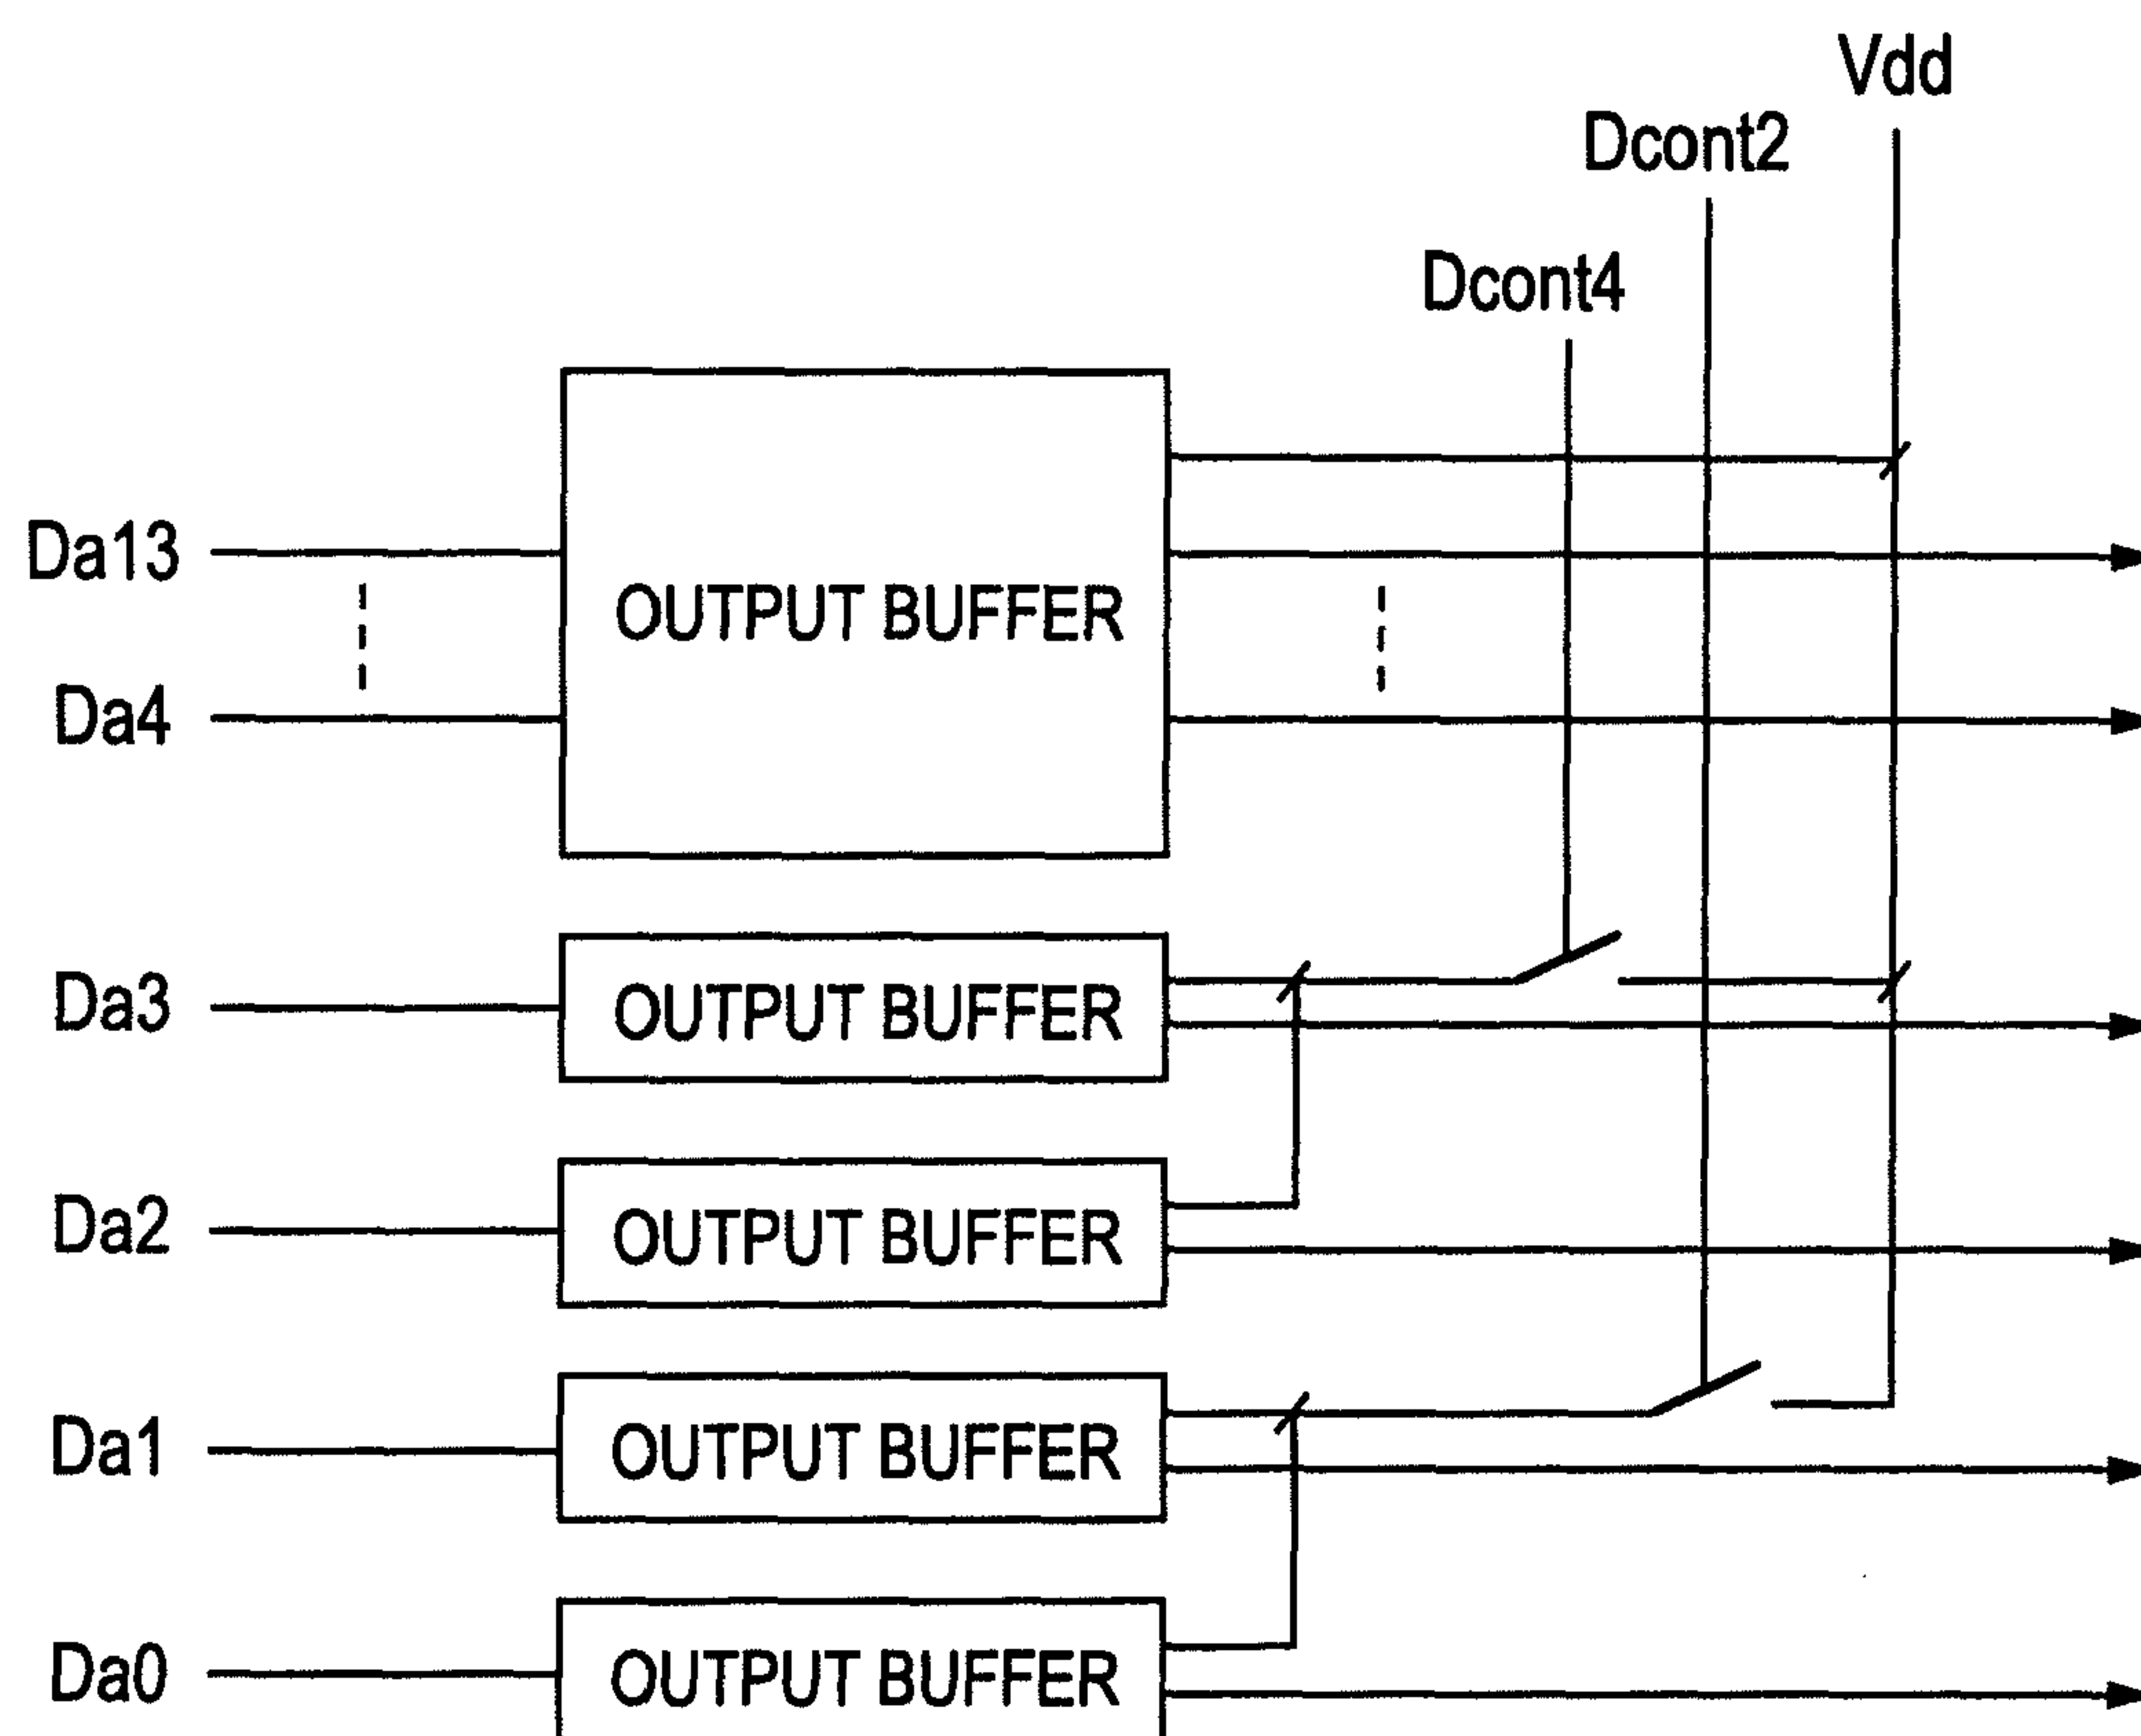 Vdd
Dcont2
Dcont4
Da13
OUTPUT BUFFER
Da4
Da3
OUTPUT BUFFER
Da2
OUTPUT BUFFER
Da1
OUTPUT BUFFER
Da0
OUTPUT BUFFER